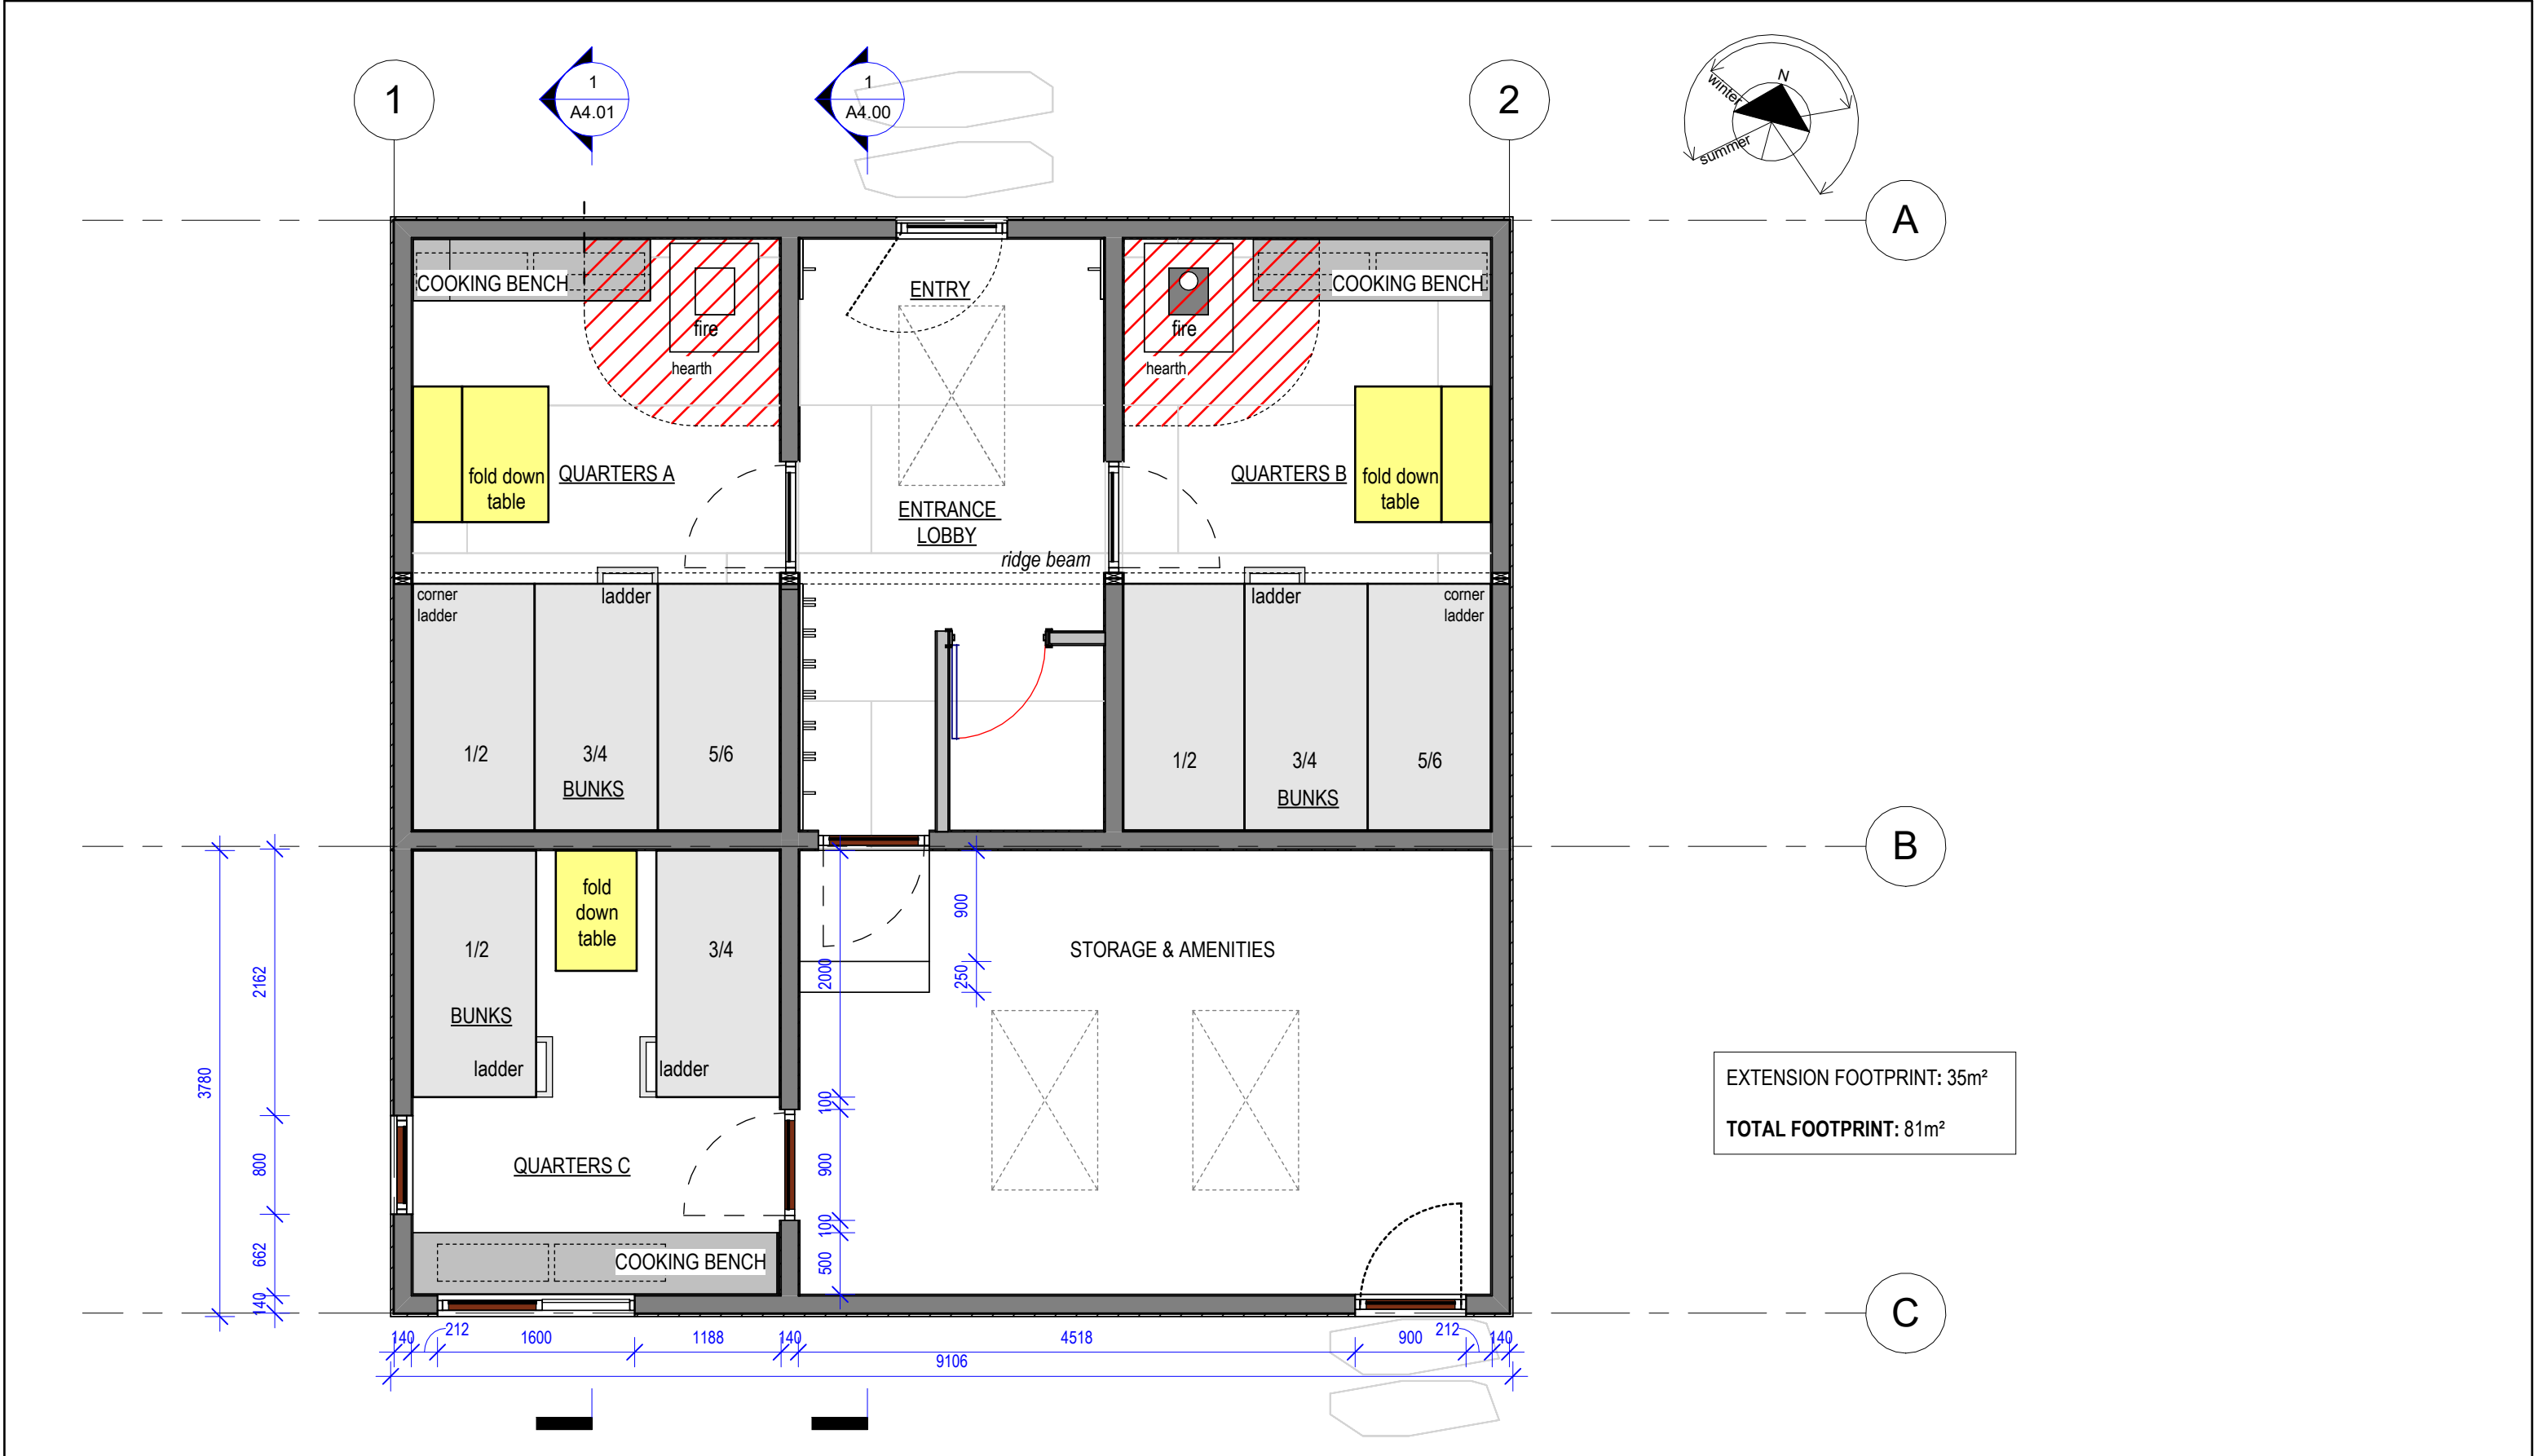 1
1
A4.01
1
A4.00
2
N
winter
summer
A
COOKING BENCH
ENTRY
COOKING BENCH
fire
fire
hearth
hearth
fold down
table
QUARTERS A
QUARTERS B
fold down
table
ENTRANCE
LOBBY
ridge beam
corner
ladder
ladder
ladder
corner
ladder
1/2
3/4
5/6
BUNKS
1/2
3/4
5/6
BUNKS
B
fold
down
table
1/2
3/4
BUNKS
ladder
ladder
900
250
2000
STORAGE & AMENITIES
2162
3780
800
662
140
100
900
100
500
QUARTERS C
COOKING BENCH
EXTENSION FOOTPRINT: 35m²
TOTAL FOOTPRINT: 81m²
C
140
212
1600
1188
140
4518
900
212
140
9106